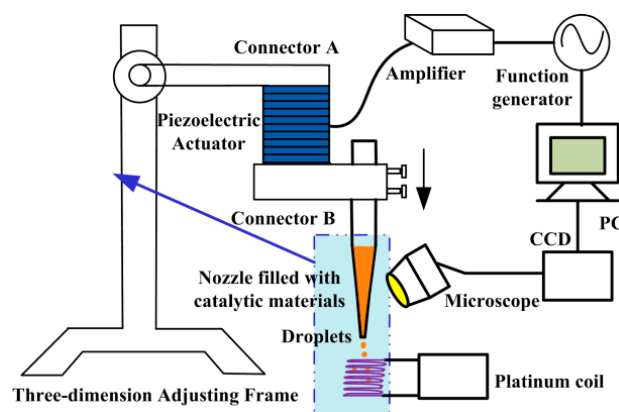 Connector A
Amplifier
Function
generator
Piezoelectric
Actuator
Connector B
PC
CCD
Nozzle filled with
catalytic materials
Microscope
Droplets
Platinum coil
Three-dimension Adjusting Frame